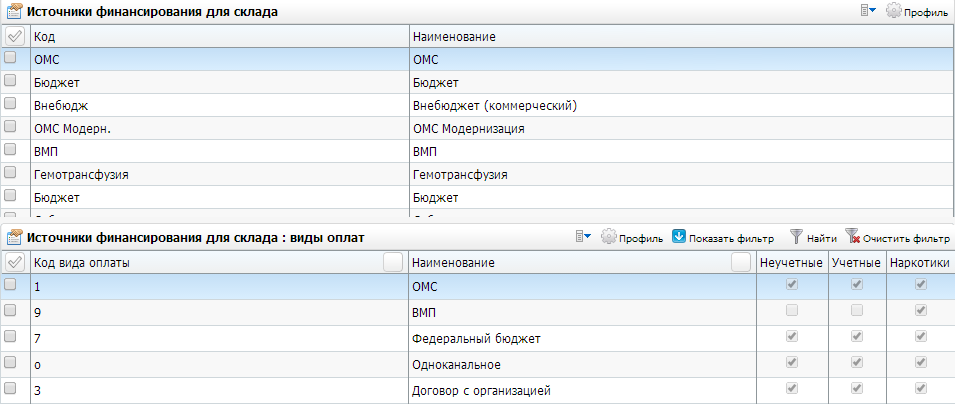 Источники финансирования для склада Профиль
Код Наименование
ОМС ОМС
Бюджет Бюджет
Внебюдж Внебюджет (коммерческий)
ОМС Модерн. ОМС Модернизация
ВМП ВМП
Гемотрансфузия Гемотрансфузия
Бюджет Бюджет
Источники финансирования для склада : виды оплат Профиль Показать фильтр Найти Очистить фильтр
Код вида оплаты Наименование Неучетные Учетные Наркотики
1 ОМС
9 ВМП
7 Федеральный бюджет
о Одноканальное
3 Договор с организацией